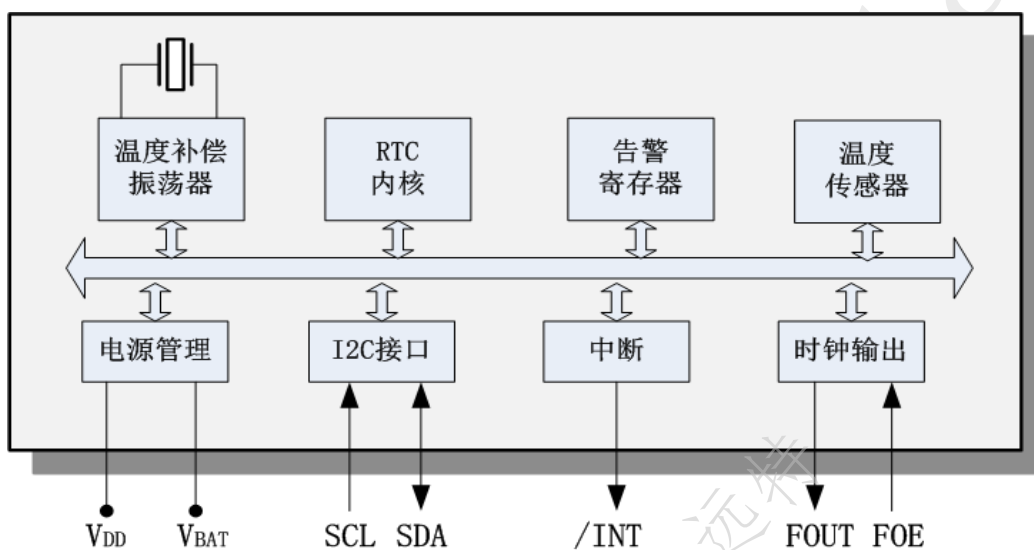 温度补偿
振荡器
RTC
内核
告警
寄存器
温度
传感器
电源管理
I2C接口
中断
时钟输出
VDD VBAT SCL SDA /INT FOUT FOE
远特